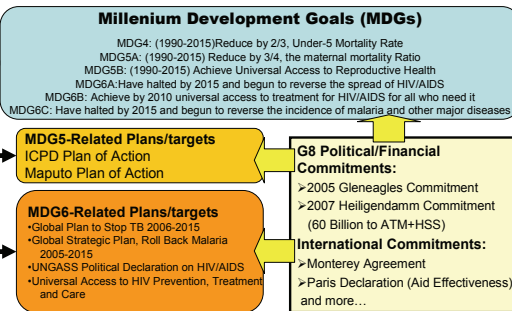 Millenium Development Goals (MDGs)
MDG4: (1990-2015)Reduce by 2/3, Under-5 Mortality Rate
MDG5A: (1990-2015) Reduce by 3/4, the maternal mortality Ratio
MDG5B: (1990-2015) Achieve Universal Access to Reproductive Health
MDG6A:Have halted by 2015 and begun to reverse the spread of HIV/AIDS
MDG6B: Achieve by 2010 universal access to treatment for HIV/AIDS for all who need it
MDG6C: Have halted by 2015 and begun to reverse the incidence of malaria and other major diseases
MDG5-Related Plans/targets
ICPD Plan of Action
Maputo Plan of Action
MDG6-Related Plans/targets
•Global Plan to Stop TB 2006-2015
•Global Strategic Plan, Roll Back Malaria
2005-2015
•UNGASS Political Declaration on HIV/AIDS
•Universal Access to HIV Prevention, Treatment
and Care
G8 Political/Financial
Commitments:
➢2005 Gleneagles Commitment
➢2007 Heiligendamm Commitment
(60 Billion to ATM+HSS)
International Commitments:
➢Monterey Agreement
➢Paris Declaration (Aid Effectiveness)
and more…